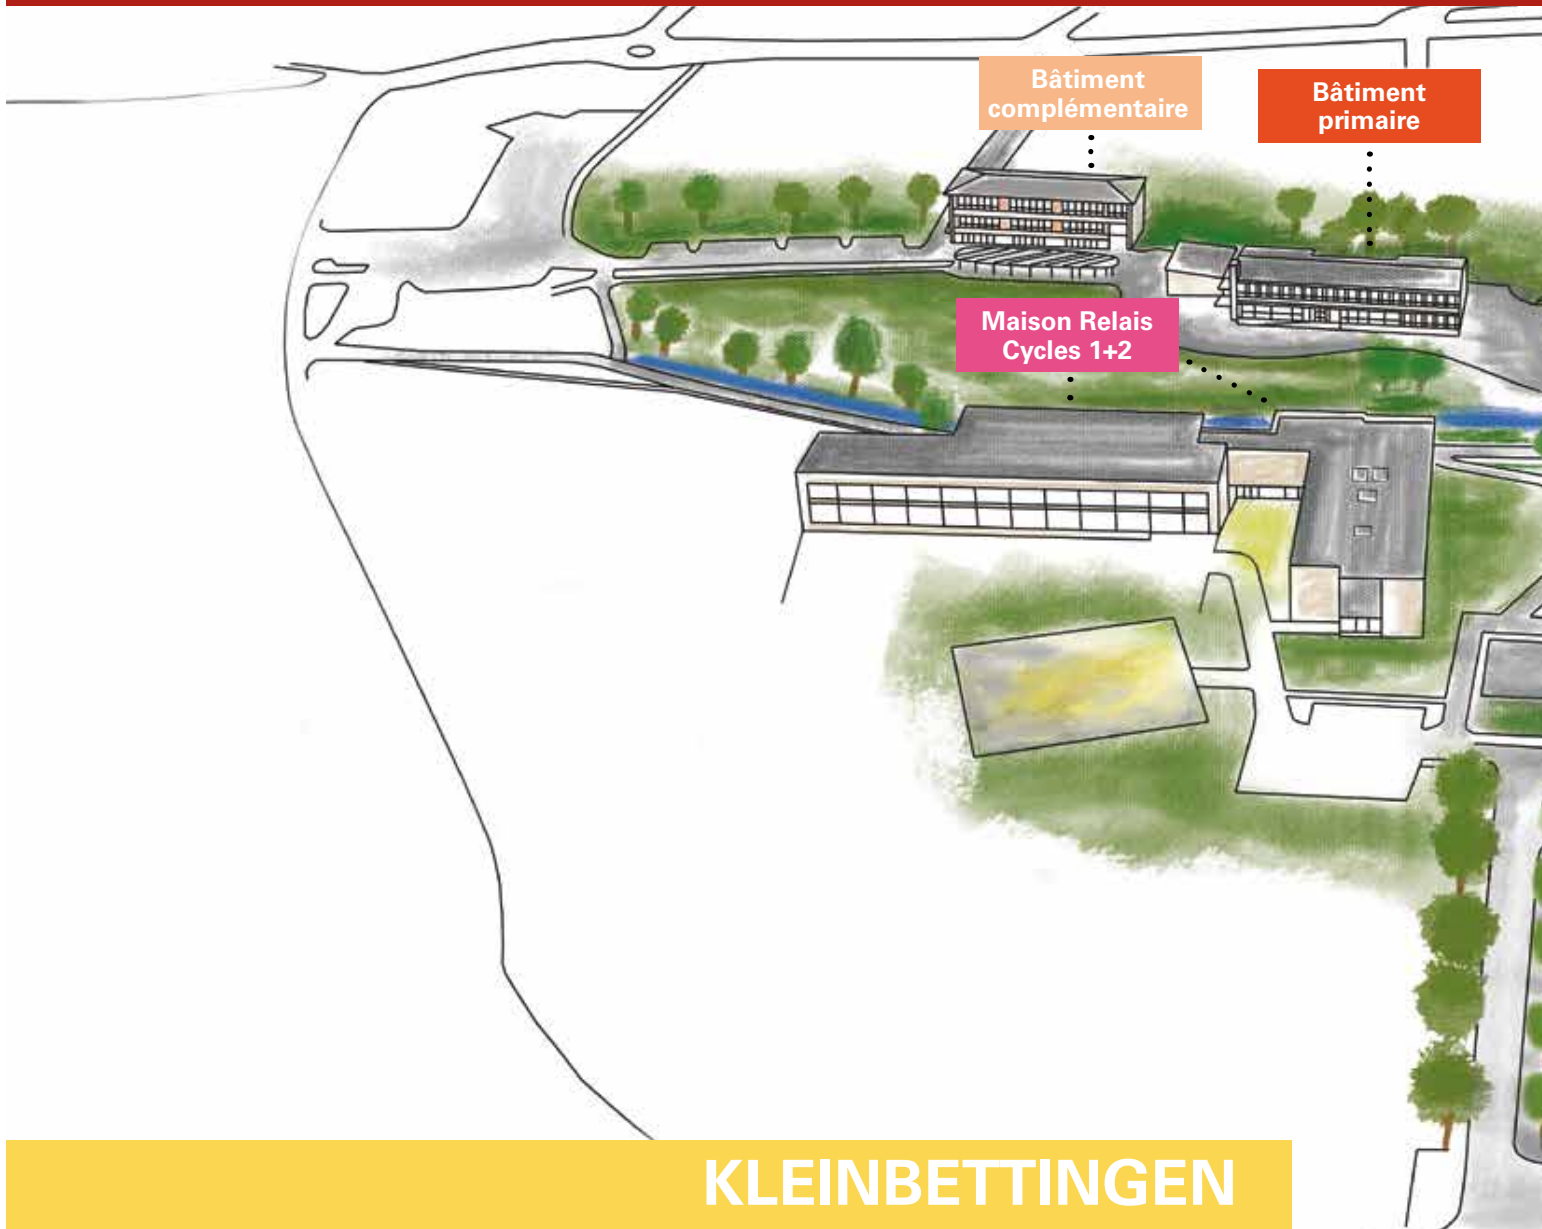 Bâtiment
complémentaire
Bâtiment
primaire
Maison Relais
Cycles 1+2
KLEINBETTINGEN